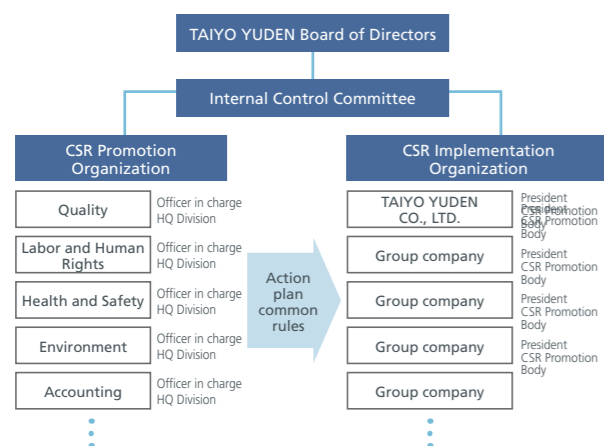 TAIYO YUDEN Board of Directors
Internal Control Committee
CSR Promotion
Organization
Quality
Officer in charge
HQ Division
Labor and Human
Rights
Officer in charge
HQ Division
Health and Safety
Officer in charge
HQ Division
Environment
Officer in charge
HQ Division
Accounting
Officer in charge
HQ Division
Action
plan
common
rules
CSR Implementation
Organization
TAIYO YUDEN
CO., LTD.
President
CSR Promotion
Body
President
CSR Promotion
Body
Group company
President
CSR Promotion
Body
Group company
President
CSR Promotion
Body
Group company
President
CSR Promotion
Body
Group company